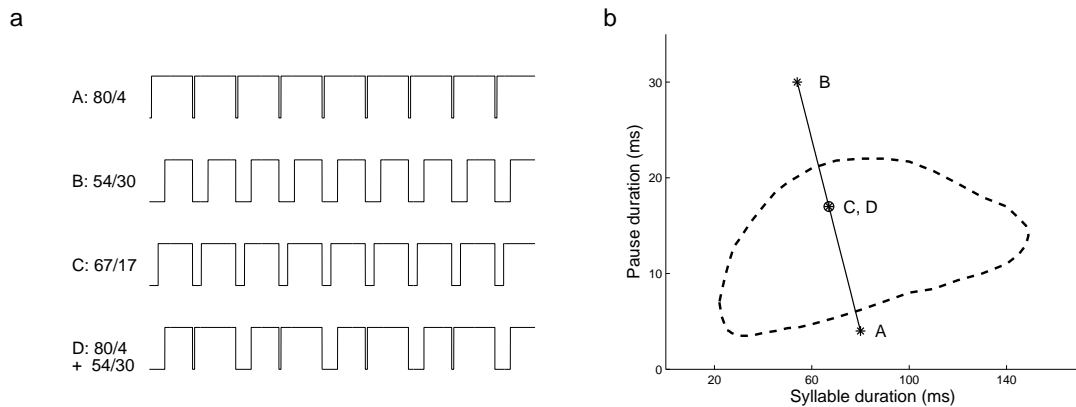 a
A: 80/4
B: 54/30
C: 67/17
D: 80/4
+ 54/30
b
Pause duration (ms)
30
20
10
0
B
C, D
A
20
60
100
140
Syllable duration (ms)